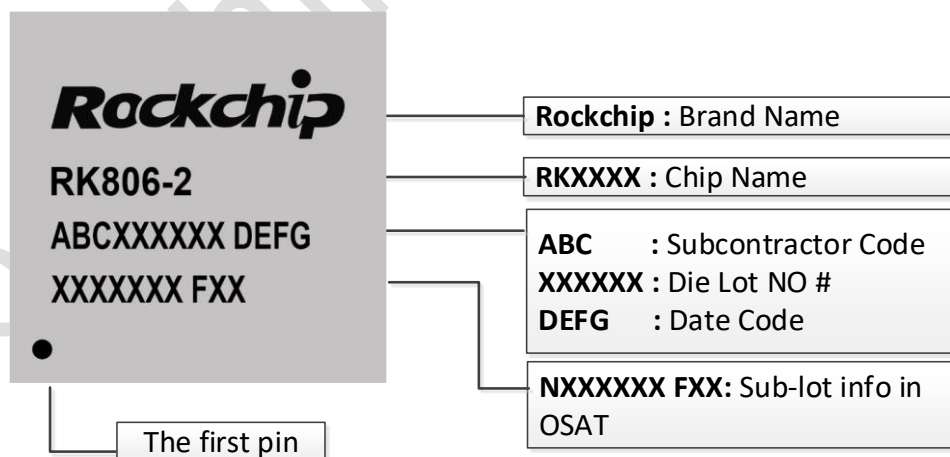 Rockchip
RK806-2
ABCXXXXXX DEFG
XXXXXXX FXX
The first pin
Rockchip : Brand Name
RKXXXX : Chip Name
ABC : Subcontractor Code
XXXXXX : Die Lot NO #
DEFG : Date Code
NXXXXXX FXX: Sub-lot info in
OSAT